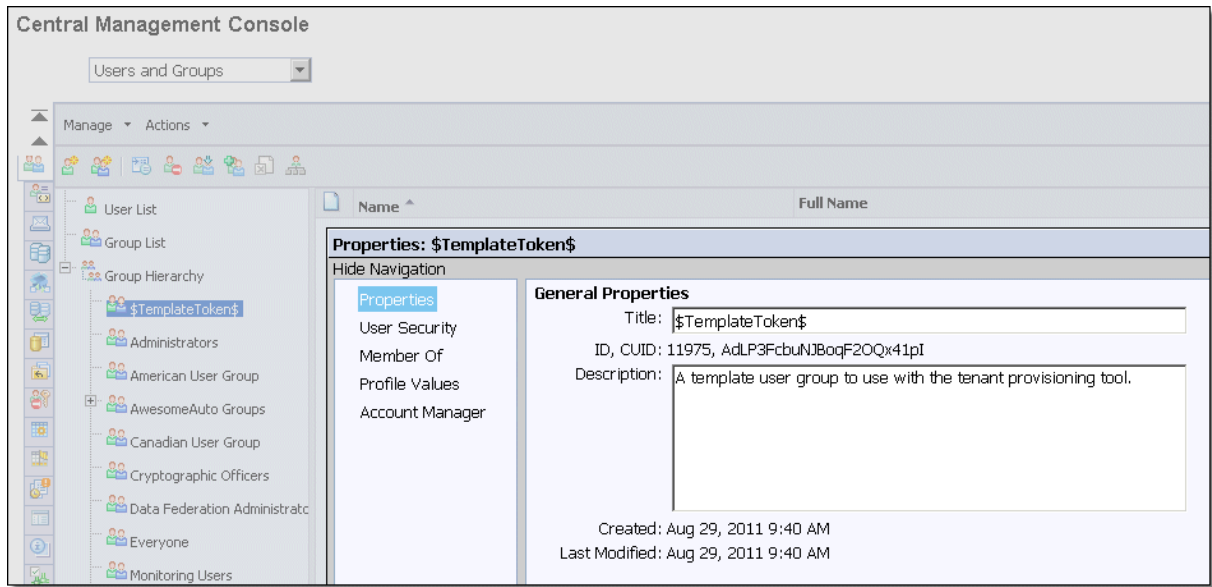 Central Management Console
Users and Groups
Manage Actions
User List
Group List
Group Hierarchy
$TemplateToken$
Administrators
American User Group
AwesomeAuto Groups
Canadian User Group
Cryptographic Officers
Data Federation Administratc
Everyone
Monitoring Users
Name Full Name
Properties: $TemplateToken$
Hide Navigation
Properties
User Security
Member Of
Profile Values
Account Manager
General Properties
Title: $TemplateToken$
ID, CUID: 11975, AdLP3FcbuNJBoqF2OQx41pI
Description: A template user group to use with the tenant provisioning tool.
Created: Aug 29, 2011 9:40 AM
Last Modified: Aug 29, 2011 9:40 AM